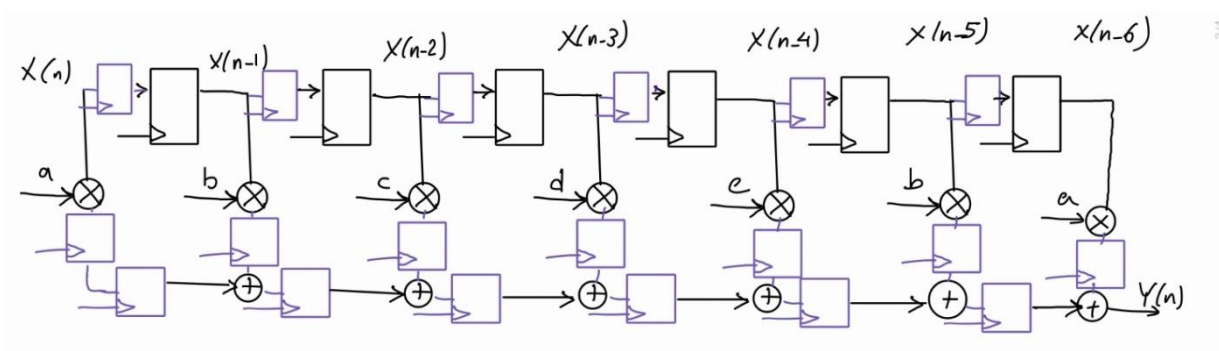 X(n) X(n-1) X(n-2) X(n-3) X(n-4) X(n-5) X(n-6)
a b c d e b a
Y(n)